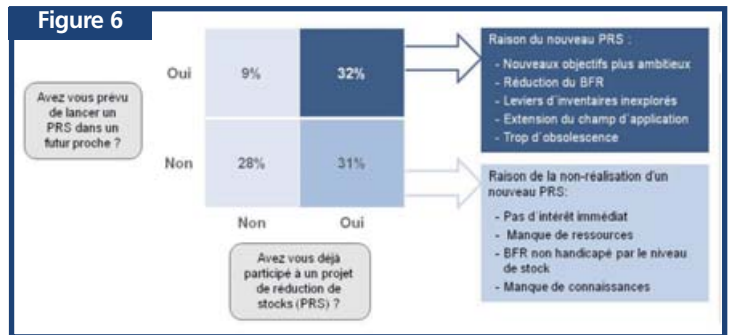 Figure 6
Avez vous prévu
de lancer un
PRS dans un
futur proche ?
Oui
9%
32%
Non
28%
31%
Non
Oui
Avez vous déjà
participé à un projet
de réduction de
stocks (PRS) ?
Raison du nouveau PRS :
- Nouveaux objectifs plus ambitieux
- Réduction du BFR
- Leviers d´inventaires inexplorés
- Extension du champ d´application
- Trop d´obsolescence
Raison de la non-réalisation d´un
nouveau PRS:
- Pas d´intérêt immédiat
- Manque de ressources
- BFR non handicapé par le niveau
de stock
- Manque de connaissances